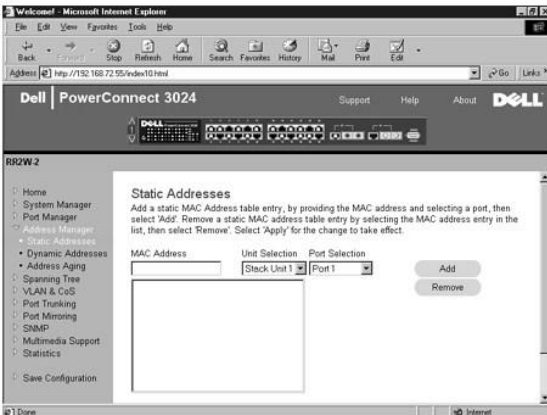 Welcome! - Microsoft Internet Explorer
File Edit View Favorites Tools Help
Back Forward Stop Refresh Home Search Favorites History Mail Print Edit
Address http://192.168.72.55/index10.html Go Links »
Dell PowerConnect 3024 Support Help About DELL
DELL
RR2W-2
Home
System Manager
Port Manager
Address Manager
Static Addresses
Dynamic Addresses
Address Aging
Spanning Tree
VLAN & CoS
Port Trunking
Port Mirroring
SNMP
Multimedia Support
Statistics
Save Configuration
Static Addresses
Add a static MAC Address table entry, by providing the MAC address and selecting a port, then
select 'Add'. Remove a static MAC address table entry by selecting the MAC address entry in the
list, then select 'Remove'. Select 'Apply' for the change to take effect.
MAC Address Unit Selection Port Selection
Stack Unit 1 Port 1 Add
Remove
Done Internet